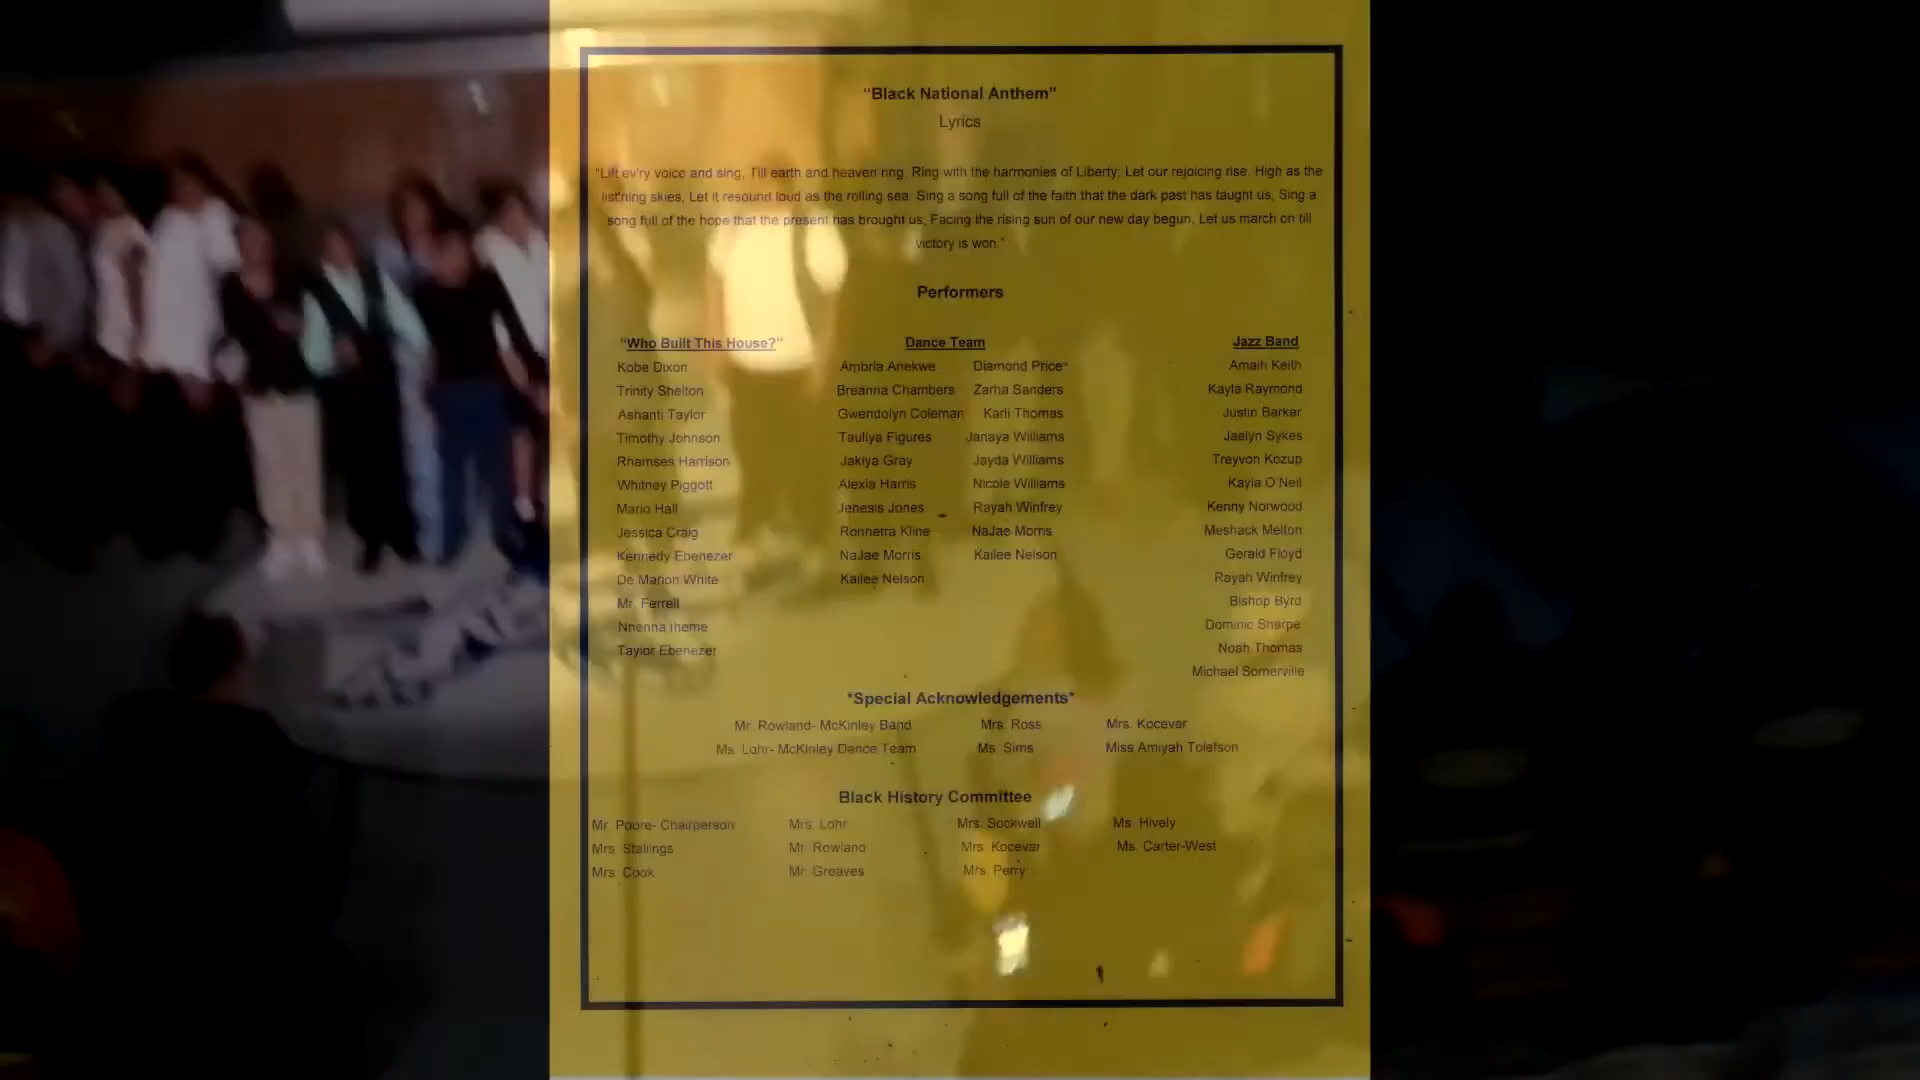 “Black National Anthem”
Lyrics
“Lift ev'ry voice and sing, Till earth and heaven ring. Ring with the harmonies of Liberty; Let our rejoicing rise, High as the
list'ning skies, Let it resound loud as the rolling sea. Sing a song full of the faith that the dark past has taught us, Sing a
song full of the hope that the present has brought us; Facing the rising sun of our new day begun, Let us march on till
victory is won.”
Performers
“Who Built This House?”
Kobe Dixon
Trinity Shelton
Ashanti Taylor
Timothy Johnson
Rhamses Harrison
Whitney Piggott
Mario Hall
Jessica Craig
Kennedy Ebenezer
De Marion White
Mr. Ferrell
Nnenna Iheme
Taylor Ebenezer
Dance Team
Ambria Anekwe Diamond Price*
Breanna Chambers Zarha Sanders
Gwendolyn Coleman Karli Thomas
Tauliya Figures Janaya Williams
Jakiya Gray Jayda Williams
Alexia Harris Nicole Williams
Jenesis Jones Rayah Winfrey
Ronnetra Kline NaJae Morris
NaJae Morris Kailee Nelson
Kailee Nelson
Jazz Band
Amaih Keith
Kayla Raymond
Justin Barker
Jaelyn Sykes
Treyvon Kozup
Kayla O'Neil
Kenny Norwood
Meshack Melton
Gerald Floyd
Rayah Winfrey
Bishop Byrd
Dominic Sharpe
Noah Thomas
Michael Somerville
*Special Acknowledgements*
Mr. Rowland- McKinley Band Mrs. Ross Mrs. Kocevar
Ms. Lohr- McKinley Dance Team Ms. Sims Miss Amiyah Tolefson
Black History Committee
Mr. Poore- Chairperson Mrs. Lohr Mrs. Sockwell Ms. Hively
Mrs. Stallings Mr. Rowland Mrs. Kocevar Ms. Carter-West
Mrs. Cook Mr. Greaves Mrs. Perry